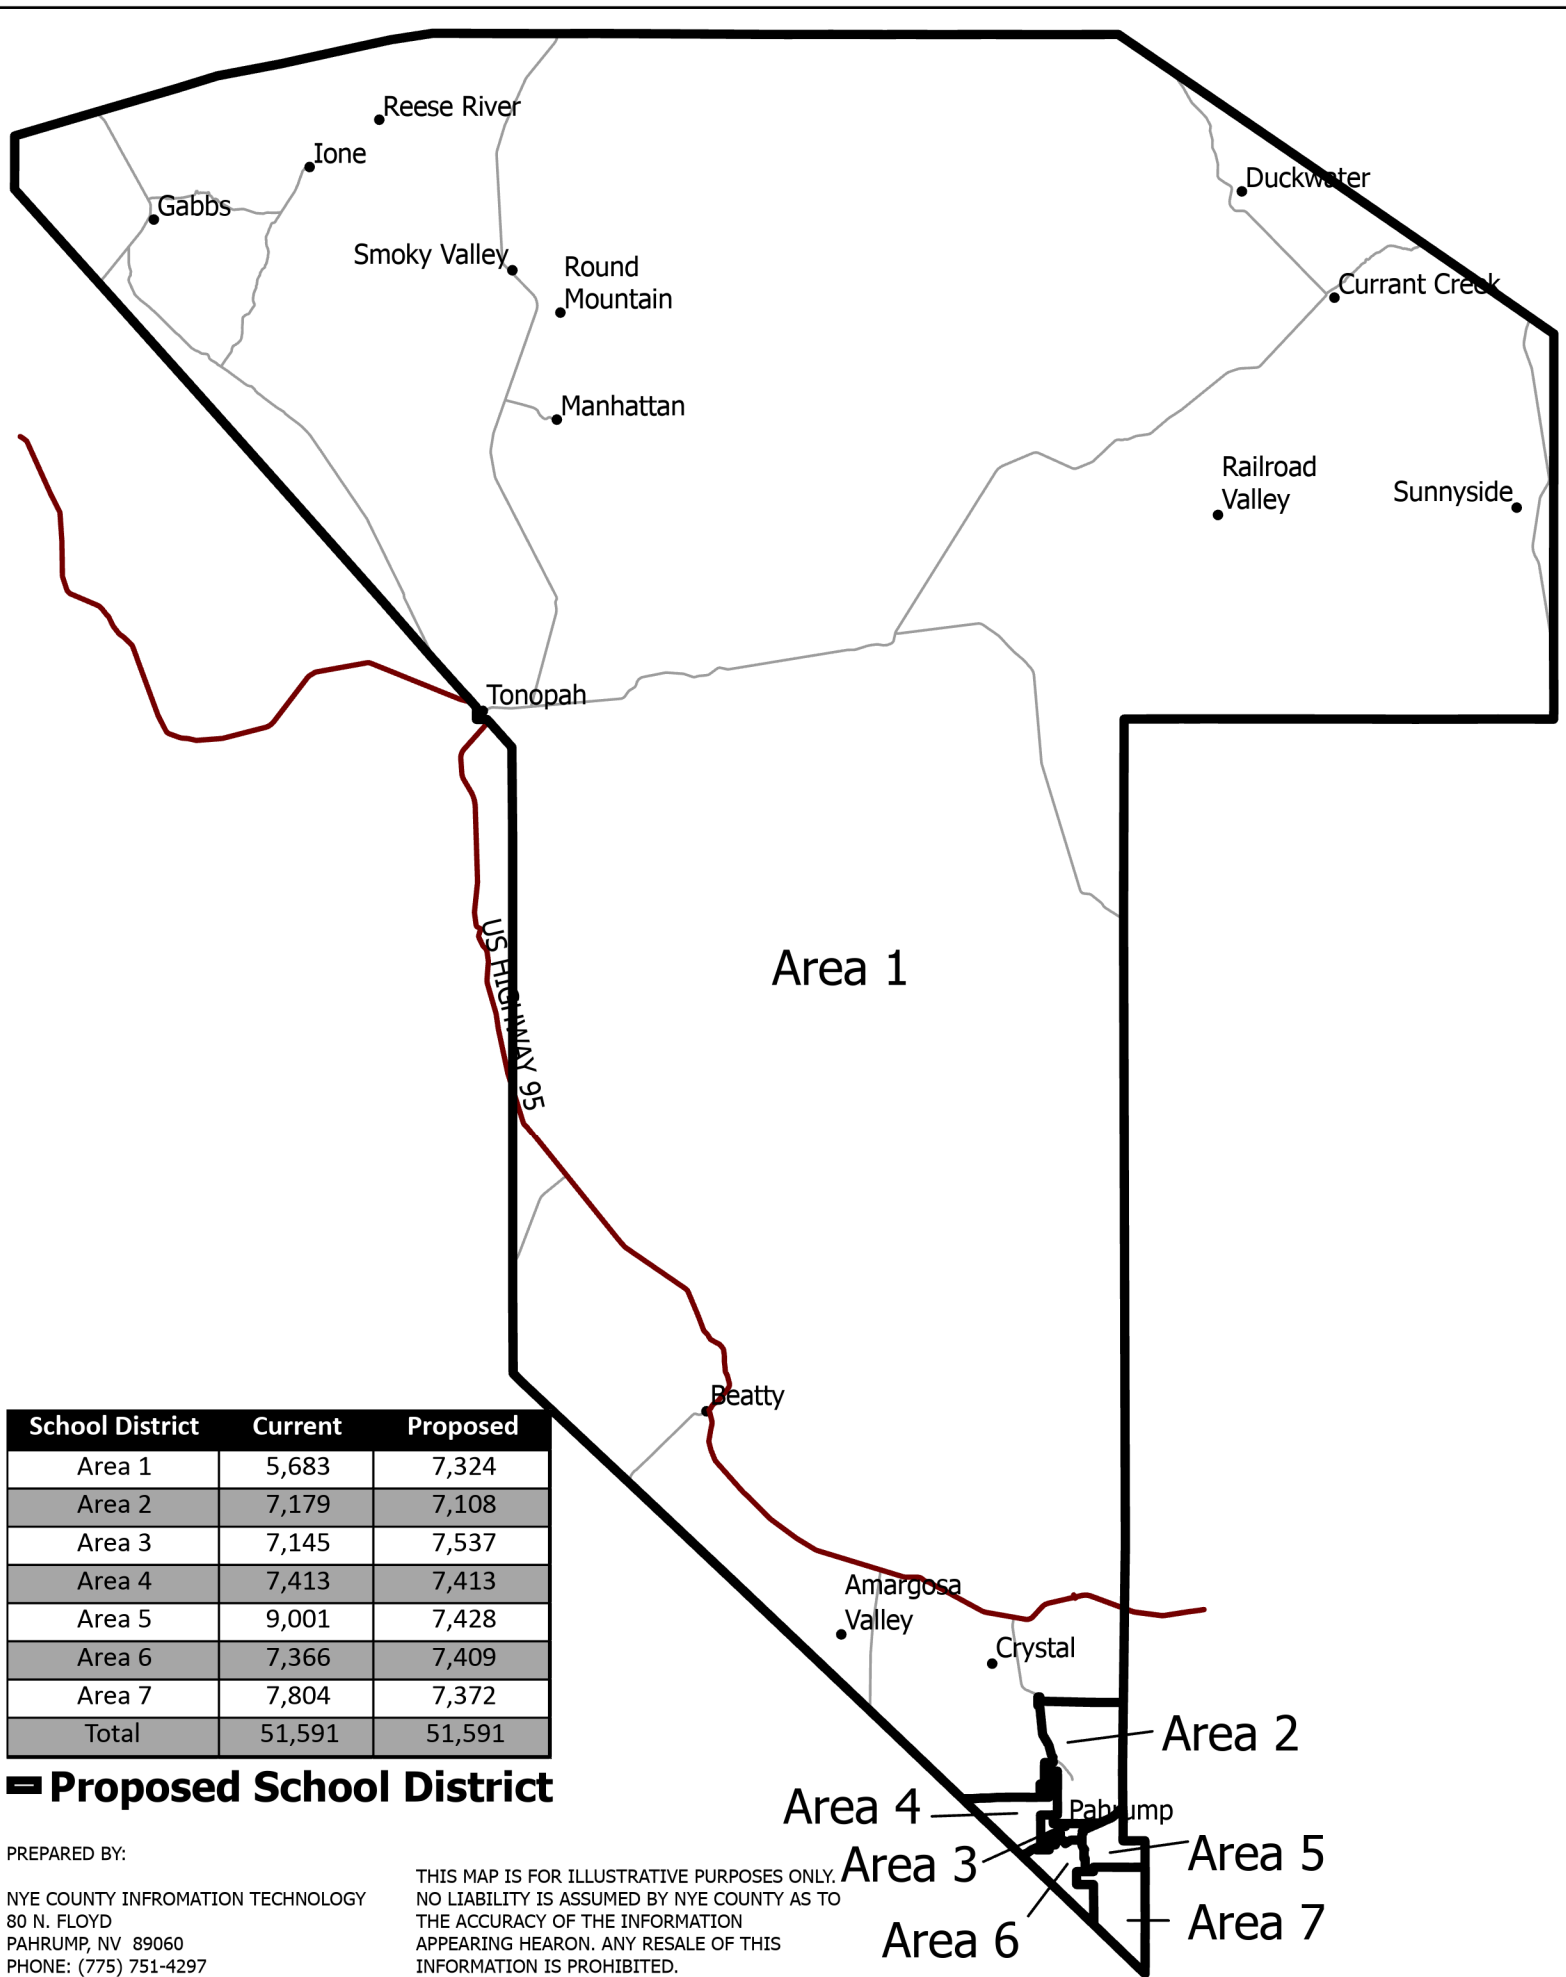 Reese River
Ione
Gabbs
Duckwater
Smoky Valley
Round
Mountain
Currant Creek
Manhattan
Railroad
Valley
Sunnyside
Tonopah
US HIGHWAY 95
Area 1
Beatty
Amargosa
Valley
Crystal
Area 2
Area 4
Pahrump
Area 3
Area 5
Area 6
Area 7
School District Current Proposed
Area 1 5,683 7,324
Area 2 7,179 7,108
Area 3 7,145 7,537
Area 4 7,413 7,413
Area 5 9,001 7,428
Area 6 7,366 7,409
Area 7 7,804 7,372
Total 51,591 51,591
Proposed School District
PREPARED BY:
NYE COUNTY INFROMATION TECHNOLOGY
80 N. FLOYD
PAHRUMP, NV 89060
PHONE: (775) 751-4297
THIS MAP IS FOR ILLUSTRATIVE PURPOSES ONLY.
NO LIABILITY IS ASSUMED BY NYE COUNTY AS TO
THE ACCURACY OF THE INFORMATION
APPEARING HEARON. ANY RESALE OF THIS
INFORMATION IS PROHIBITED.